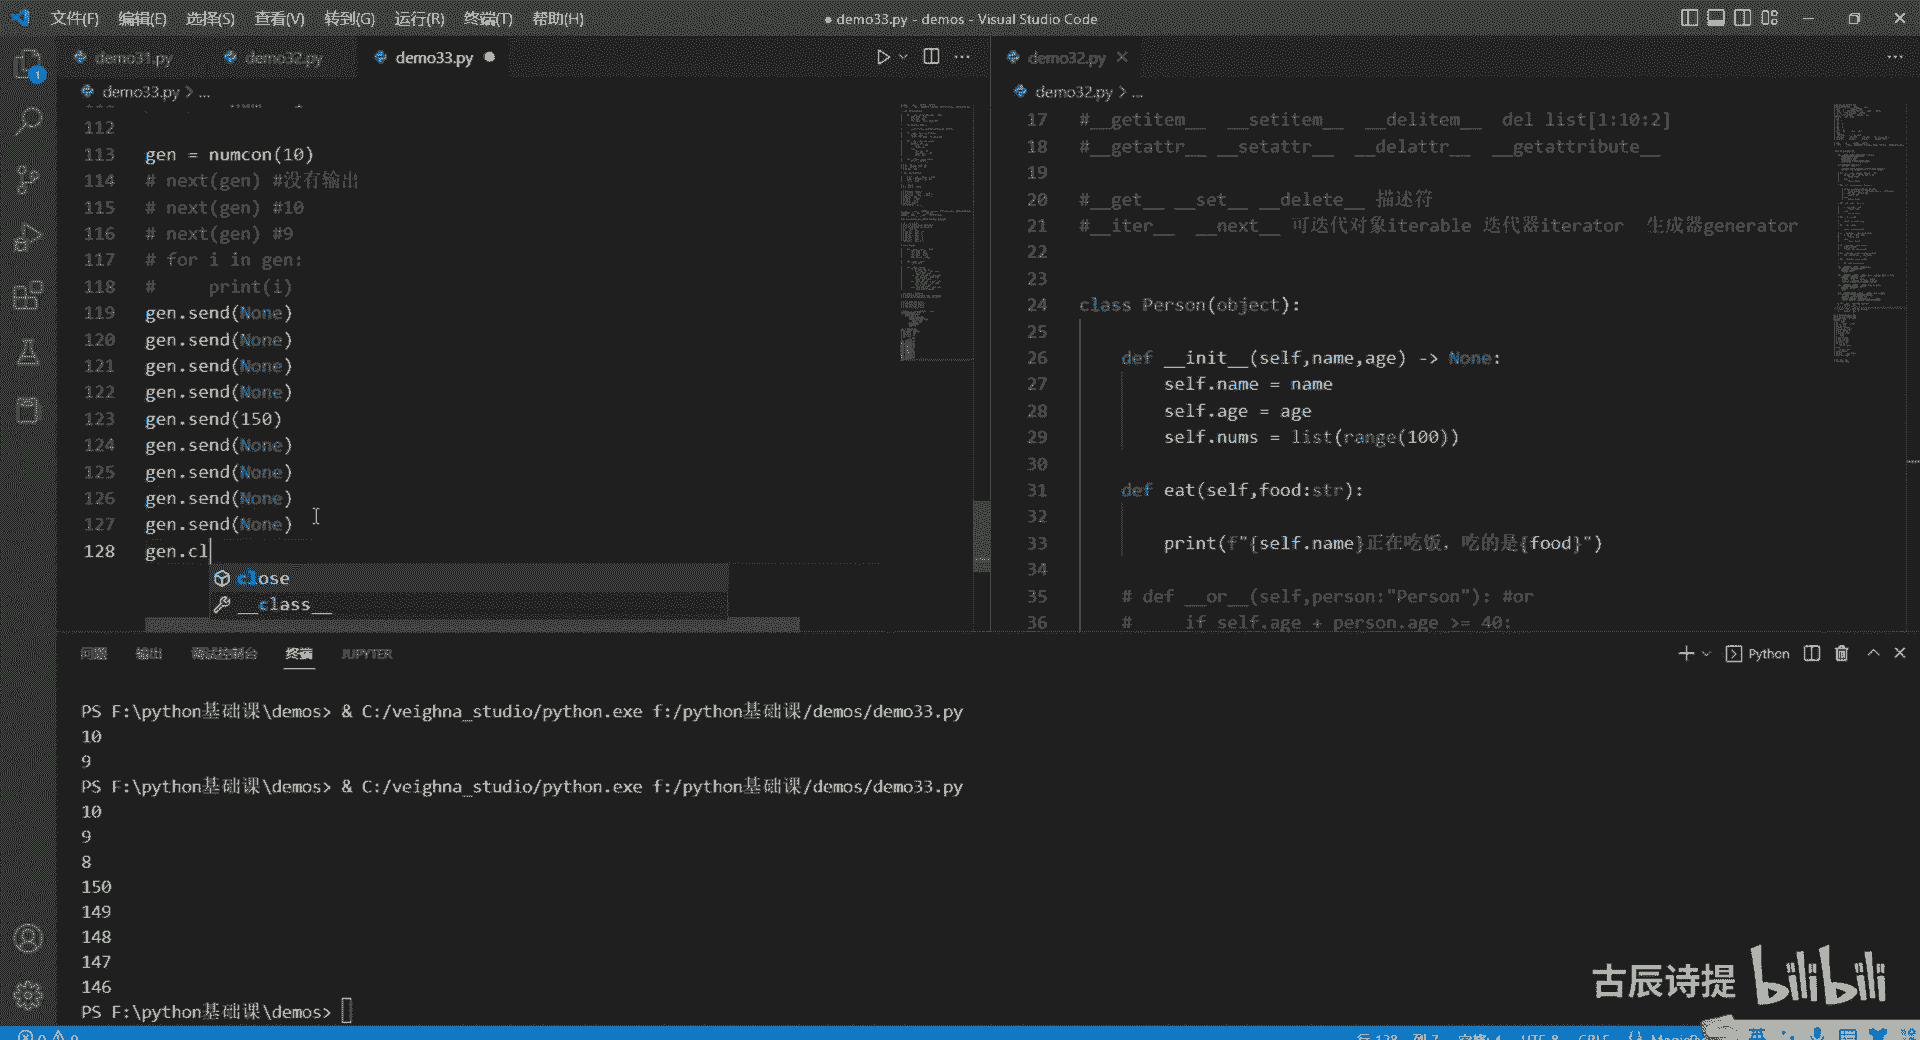 文件(F) 编辑(E) 选择(S) 查看(V) 转到(G) 运行(R) 终端(T) 帮助(H)
● demo33.py - demos - Visual Studio Code
demo31.py demo32.py demo33.py ●
demo33.py > ...
112
113 gen = numcon(10)
114 # next(gen) #没有输出
115 # next(gen) #10
116 # next(gen) #9
117 # for i in gen:
118 #     print(i)
119 gen.send(None)
120 gen.send(None)
121 gen.send(None)
122 gen.send(None)
123 gen.send(150)
124 gen.send(None)
125 gen.send(None)
126 gen.send(None)
127 gen.send(None)
128 gen.cl
close
__class__
demo32.py
demo32.py > ...
17 #__getitem__ __setitem__ __delitem__ del list[1:10:2]
18 #__getattr__ __setattr__ __delattr__ __getattribute__
19
20 #__get__ __set__ __delete__ 描述符
21 #__iter__ __next__ 可迭代对象iterable 迭代器iterator 生成器generator
22
23
24 class Person(object):
25
26 def __init__(self,name,age) -> None:
27 self.name = name
28 self.age = age
29 self.nums = list(range(100))
30
31 def eat(self,food:str):
32
33 print(f"{self.name}正在吃饭，吃的是{food}")
34
35 # def __or__(self,person:"Person"): #or
36 #     if self.age + person.age >= 40:
问题 输出 调试控制台 终端 JUPYTER
Python
PS F:\python基础课\demos> & C:/veighna_studio/python.exe f:/python基础课/demos/demo33.py
10
9
PS F:\python基础课\demos> & C:/veighna_studio/python.exe f:/python基础课/demos/demo33.py
10
9
8
150
149
148
147
146
PS F:\python基础课\demos>
古辰诗提 bilibili